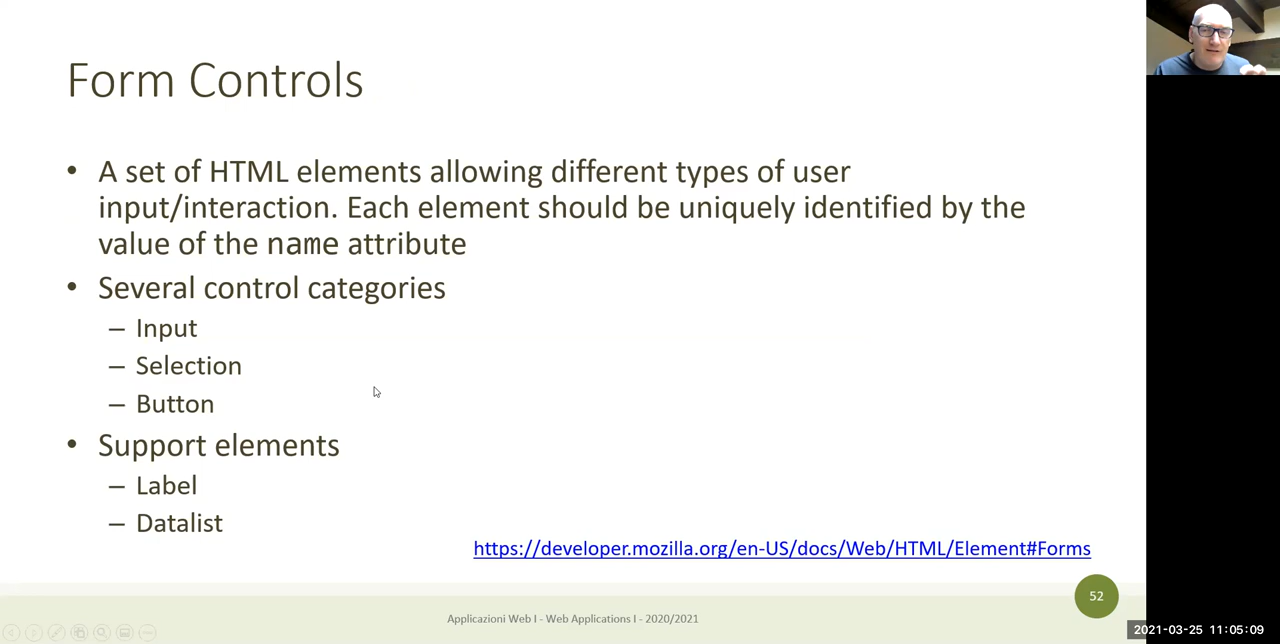 Form Controls
• A set of HTML elements allowing different types of user
input/interaction. Each element should be uniquely identified by the
value of the name attribute
• Several control categories
– Input
– Selection
– Button
• Support elements
– Label
– Datalist
https://developer.mozilla.org/en-US/docs/Web/HTML/Element#Forms
52
Applicazioni Web I - Web Applications I - 2020/2021
2021-03-25 11:05:09